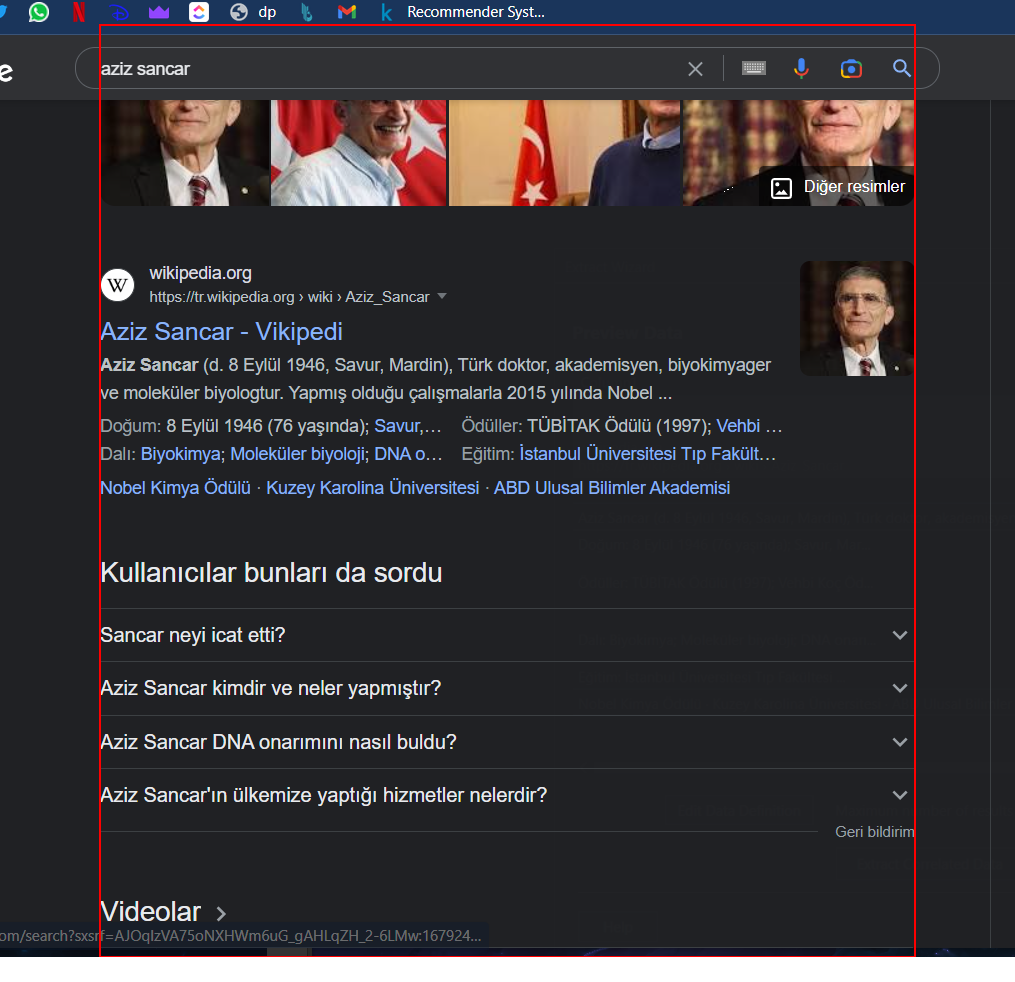 dp
Recommender Syst...
e
aziz sancar
Diğer resimler
W
wikipedia.org
https://tr.wikipedia.org › wiki › Aziz_Sancar
Aziz Sancar - Vikipedi
Aziz Sancar (d. 8 Eylül 1946, Savur, Mardin), Türk doktor, akademisyen, biyokimyager
ve moleküler biyologtur. Yapmış olduğu çalışmalarla 2015 yılında Nobel ...
Doğum: 8 Eylül 1946 (76 yaşında); Savur,... Ödüller: TÜBİTAK Ödülü (1997); Vehbi ...
Dalı: Biyokimya; Moleküler biyoloji; DNA o... Eğitim: İstanbul Üniversitesi Tıp Fakült...
Nobel Kimya Ödülü · Kuzey Karolina Üniversitesi · ABD Ulusal Bilimler Akademisi
Kullanıcılar bunları da sordu
Sancar neyi icat etti?
Aziz Sancar kimdir ve neler yapmıştır?
Aziz Sancar DNA onarımını nasıl buldu?
Aziz Sancar'ın ülkemize yaptığı hizmetler nelerdir?
Geri bildirim
Videolar
om/search?sxsrf=AJOqlzVA75oNXHWm6uG_gAHLqZH_2-6LMw:167924...